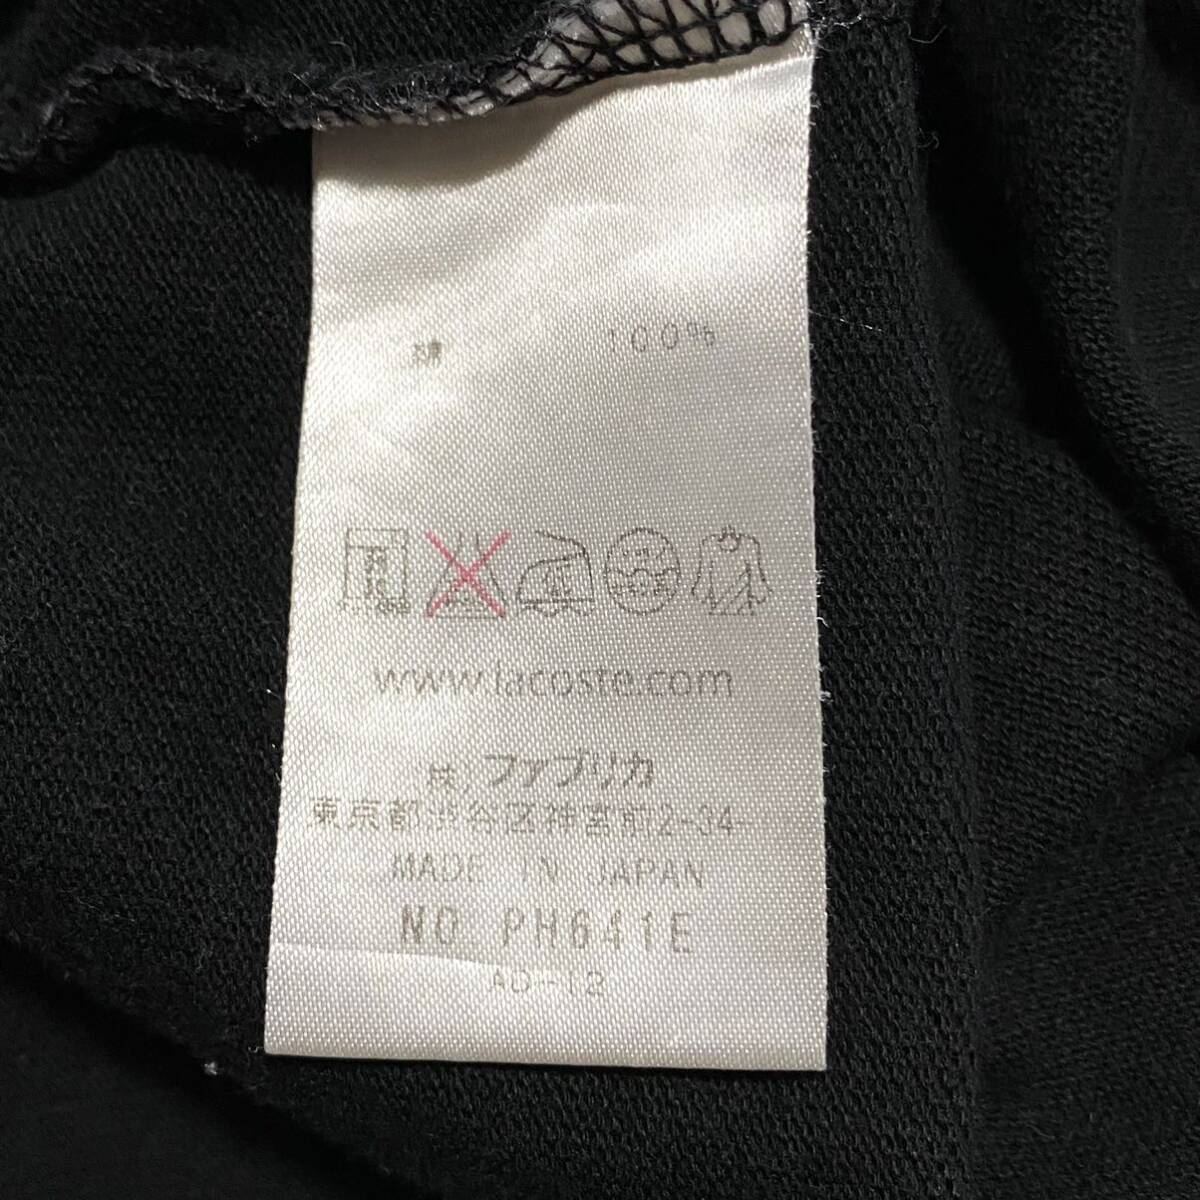 綿 100%
www.lacoste.com
株) ファブリカ
東京都渋谷区神宮前2-34-
MADE IN JAPAN
NO. PH641E
AO-12